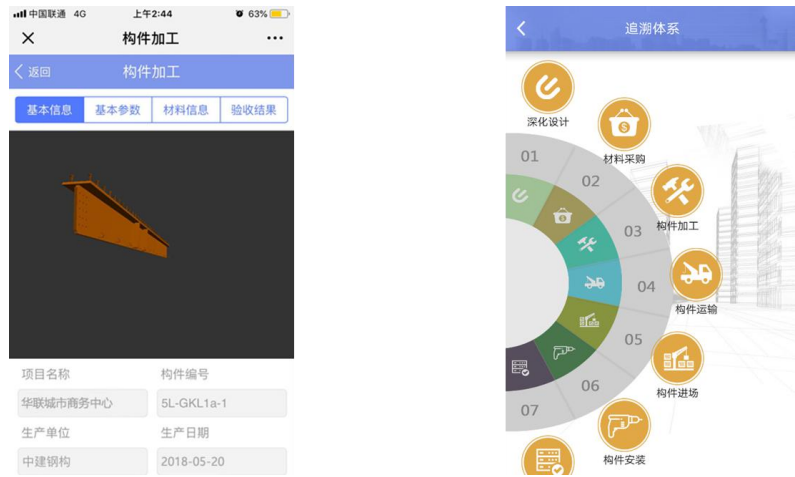 中国联通 4G 上午2:44 63%
构件加工
返回 构件加工
基本信息 基本参数 材料信息 验收结果
项目名称 构件编号
华联城市商务中心 5L-GKL1a-1
生产单位 生产日期
中建钢构 2018-05-20
追溯体系
深化设计
01
材料采购
02
构件加工
03
04
构件运输
05
构件进场
06
07
构件安装